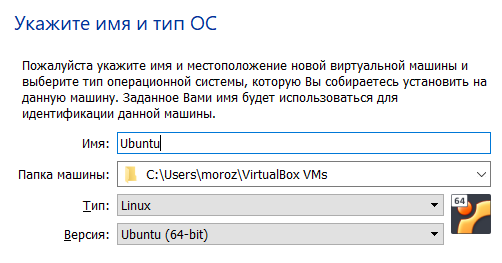 Укажите имя и тип ОС
Пожалуйста укажите имя и местоположение новой виртуальной машины и
выберите тип операционной системы, которую Вы собираетесь установить на
данную машину. Заданное Вами имя будет использоваться для
идентификации данной машины.
Имя: Ubuntu
Папка машины: C:\Users\moroz\VirtualBox VMs
Тип: Linux
64
Версия: Ubuntu (64-bit)